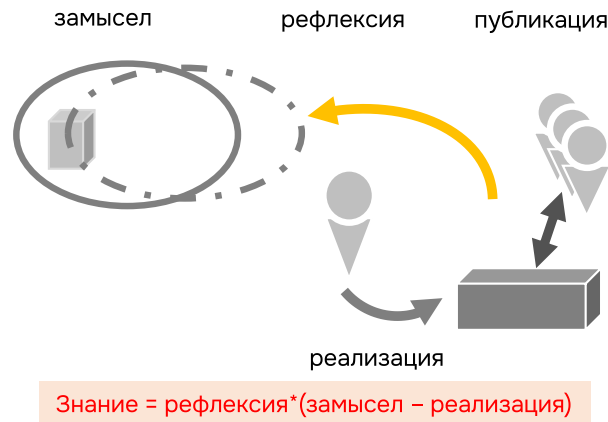 замысел
рефлексия
публикация
реализация
Знание = рефлексия*(замысел – реализация)